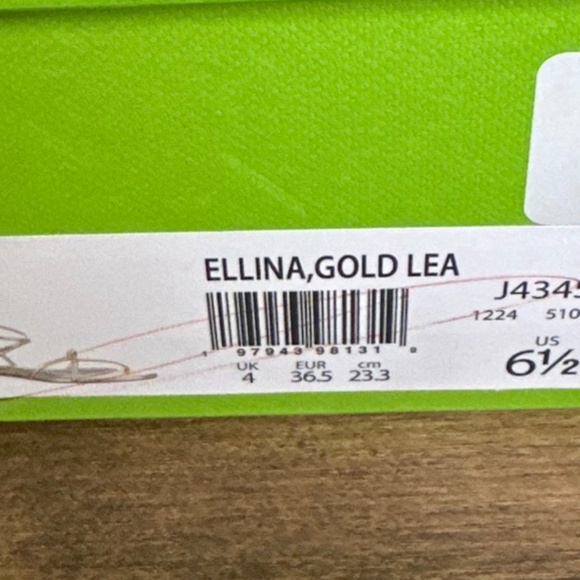 ELLINA,GOLD LEA
J4345
1224 510
1 97943 98131
UK EUR cm
4 36.5 23.3
US
6½